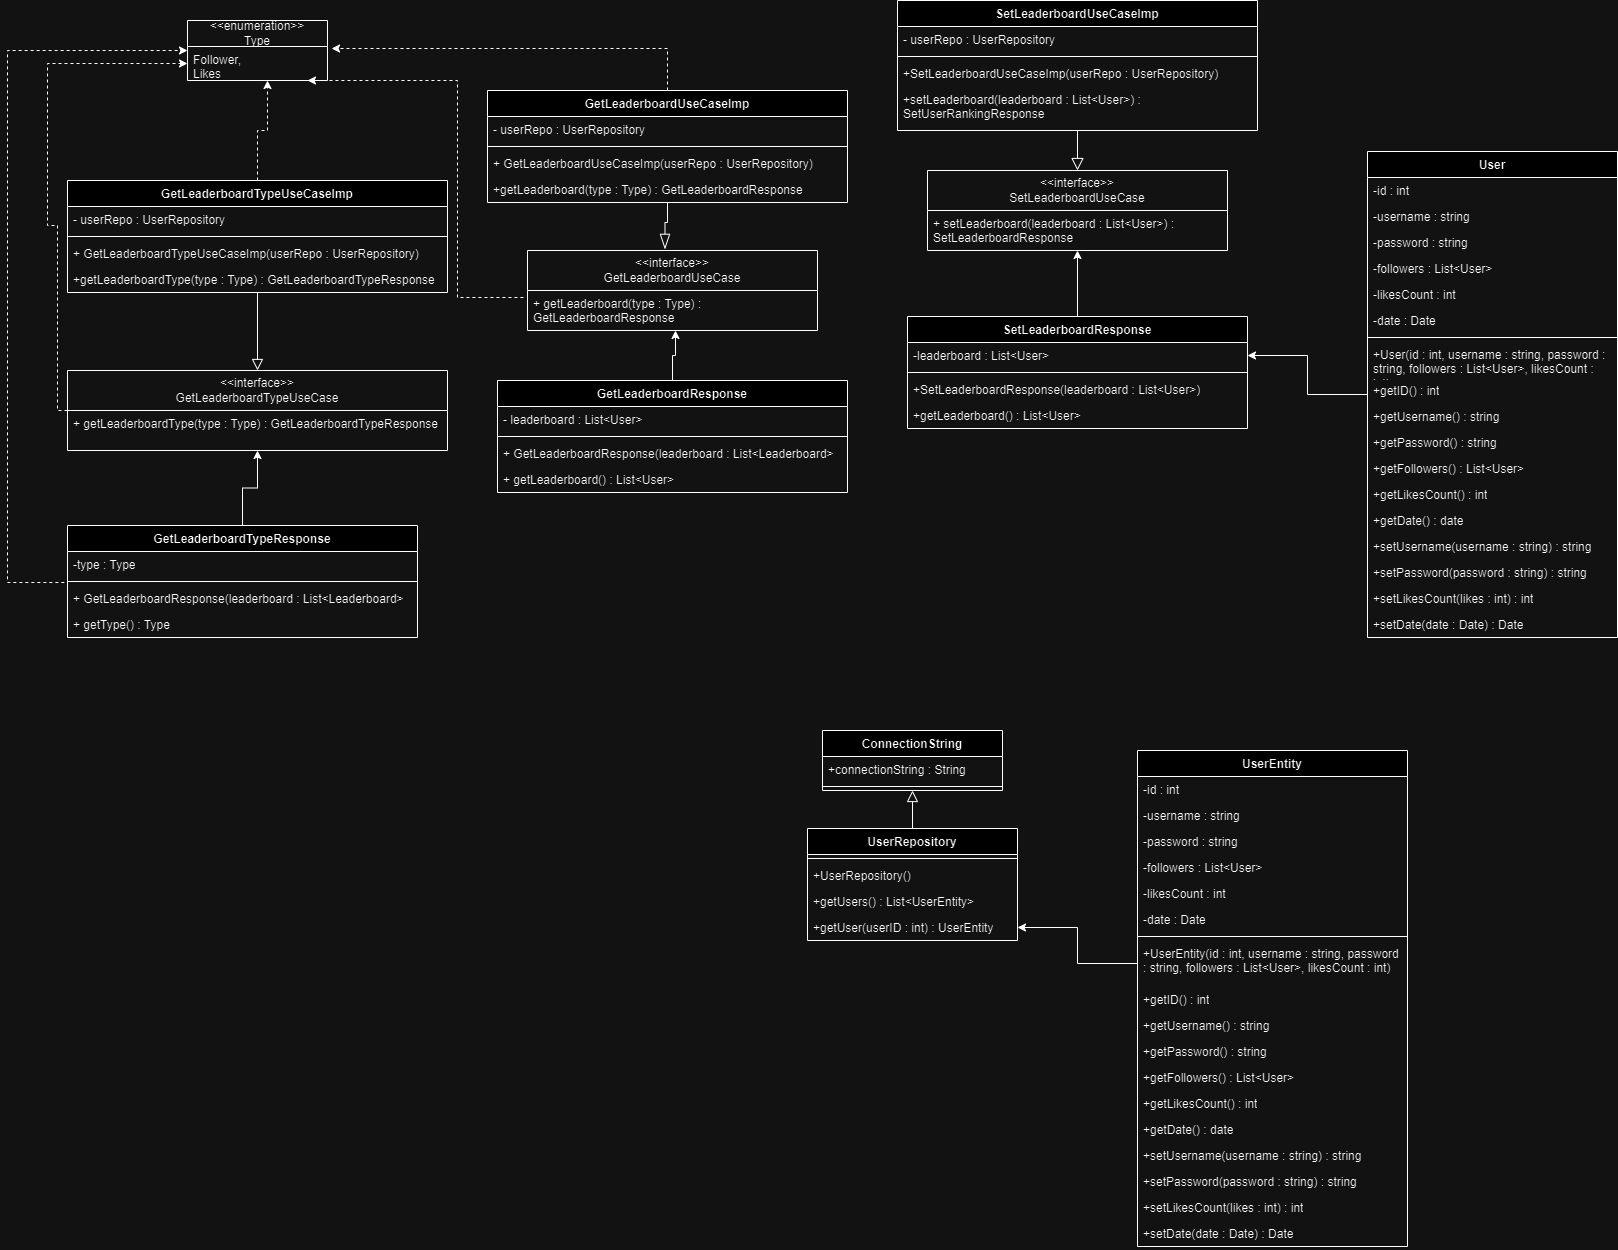 <<enumeration>>
Type
Follower,
Likes
GetLeaderboardTypeUseCaseImp
- userRepo : UserRepository
+ GetLeaderboardTypeUseCaseImp(userRepo : UserRepository)
+getLeaderboardType(type : Type) : GetLeaderboardTypeResponse
<<interface>>
GetLeaderboardTypeUseCase
+ getLeaderboardType(type : Type) : GetLeaderboardTypeResponse
GetLeaderboardTypeResponse
-type : Type
+ GetLeaderboardResponse(leaderboard : List<Leaderboard>
+ getType() : Type
GetLeaderboardUseCaseImp
- userRepo : UserRepository
+ GetLeaderboardUseCaseImp(userRepo : UserRepository)
+getLeaderboard(type : Type) : GetLeaderboardResponse
<<interface>>
GetLeaderboardUseCase
+ getLeaderboard(type : Type) :
GetLeaderboardResponse
GetLeaderboardResponse
- leaderboard : List<User>
+ GetLeaderboardResponse(leaderboard : List<Leaderboard>
+ getLeaderboard() : List<User>
SetLeaderboardUseCaseImp
- userRepo : UserRepository
+SetLeaderboardUseCaseImp(userRepo : UserRepository)
+setLeaderboard(leaderboard : List<User>) :
SetUserRankingResponse
<<interface>>
SetLeaderboardUseCase
+ setLeaderboard(leaderboard : List<User>) :
SetLeaderboardResponse
SetLeaderboardResponse
-leaderboard : List<User>
+SetLeaderboardResponse(leaderboard : List<User>)
+getLeaderboard() : List<User>
User
-id : int
-username : string
-password : string
-followers : List<User>
-likesCount : int
-date : Date
+User(id : int, username : string, password :
string, followers : List<User>, likesCount :
+getID() : int
+getUsername() : string
+getPassword() : string
+getFollowers() : List<User>
+getLikesCount() : int
+getDate() : date
+setUsername(username : string) : string
+setPassword(password : string) : string
+setLikesCount(likes : int) : int
+setDate(date : Date) : Date
ConnectionString
+connectionString : String
UserRepository
+UserRepository()
+getUsers() : List<UserEntity>
+getUser(userID : int) : UserEntity
UserEntity
-id : int
-username : string
-password : string
-followers : List<User>
-likesCount : int
-date : Date
+UserEntity(id : int, username : string, password
: string, followers : List<User>, likesCount : int)
+getID() : int
+getUsername() : string
+getPassword() : string
+getFollowers() : List<User>
+getLikesCount() : int
+getDate() : date
+setUsername(username : string) : string
+setPassword(password : string) : string
+setLikesCount(likes : int) : int
+setDate(date : Date) : Date